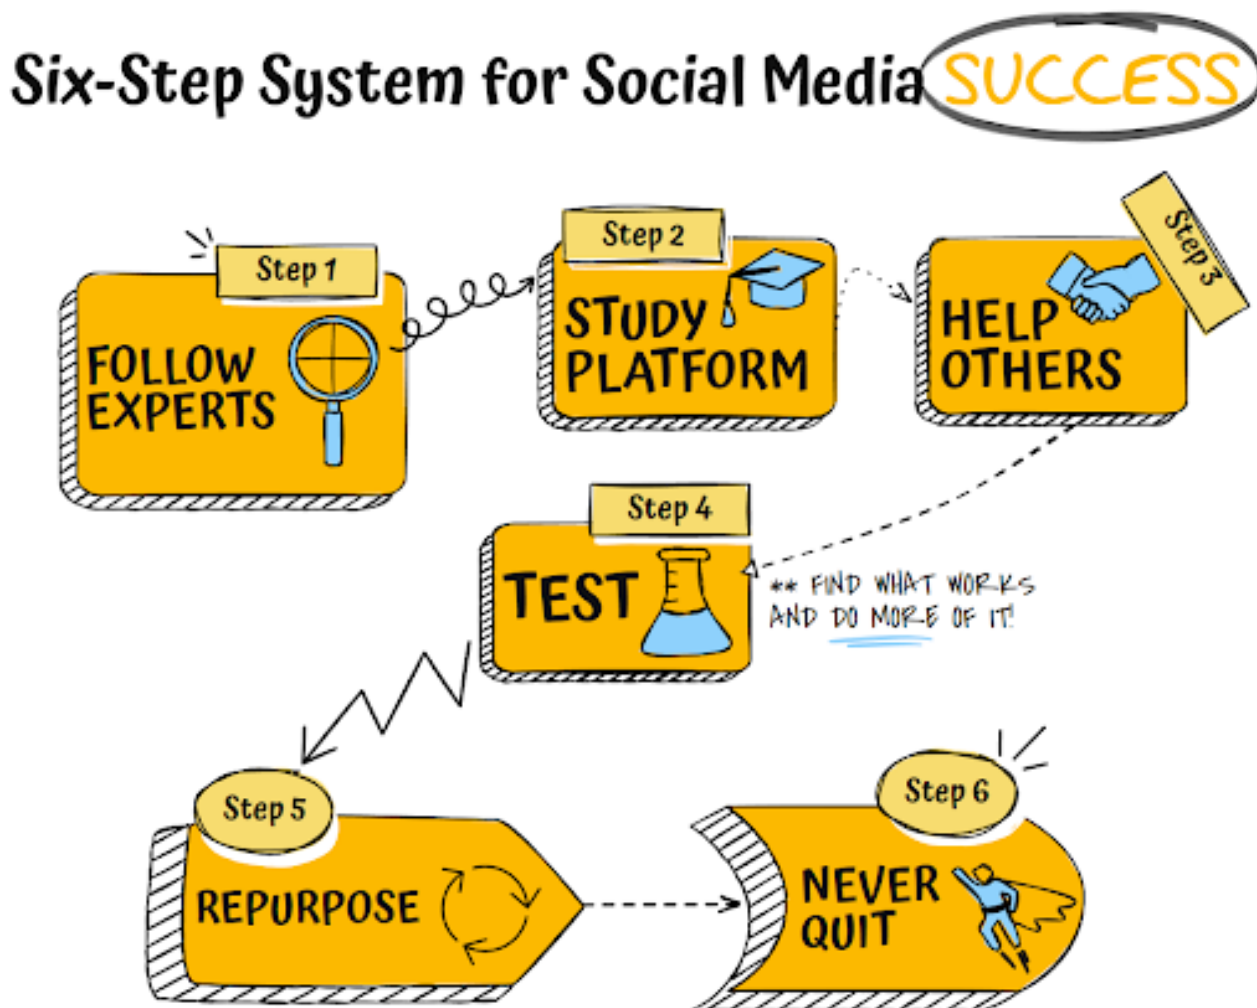 Six-Step System for Social Media SUCCESS
Step 1
FOLLOW
EXPERTS
Step 2
STUDY
PLATFORM
Step 3
HELP
OTHERS
Step 4
TEST
** FIND WHAT WORKS
AND DO MORE OF IT!
Step 5
REPURPOSE
Step 6
NEVER
QUIT